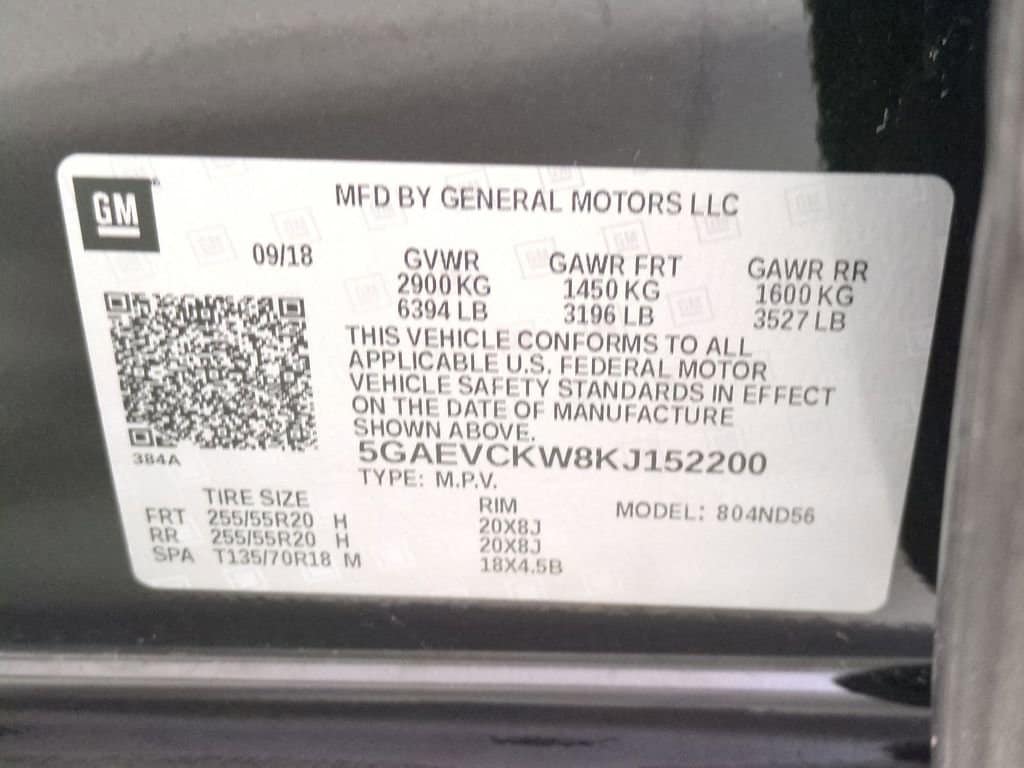 GM
MFD BY GENERAL MOTORS LLC
09/18
GVWR GAWR FRT GAWR RR
2900 KG 1450 KG 1600 KG
6394 LB 3196 LB 3527 LB
THIS VEHICLE CONFORMS TO ALL
APPLICABLE U.S. FEDERAL MOTOR
VEHICLE SAFETY STANDARDS IN EFFECT
ON THE DATE OF MANUFACTURE
SHOWN ABOVE.
384A
5GAEVCKW8KJ152200
TYPE: M.P.V.
TIRE SIZE RIM MODEL: 804ND56
FRT 255/55R20 H 20X8J
RR 255/55R20 H 20X8J
SPA T135/70R18 M 18X4.5B